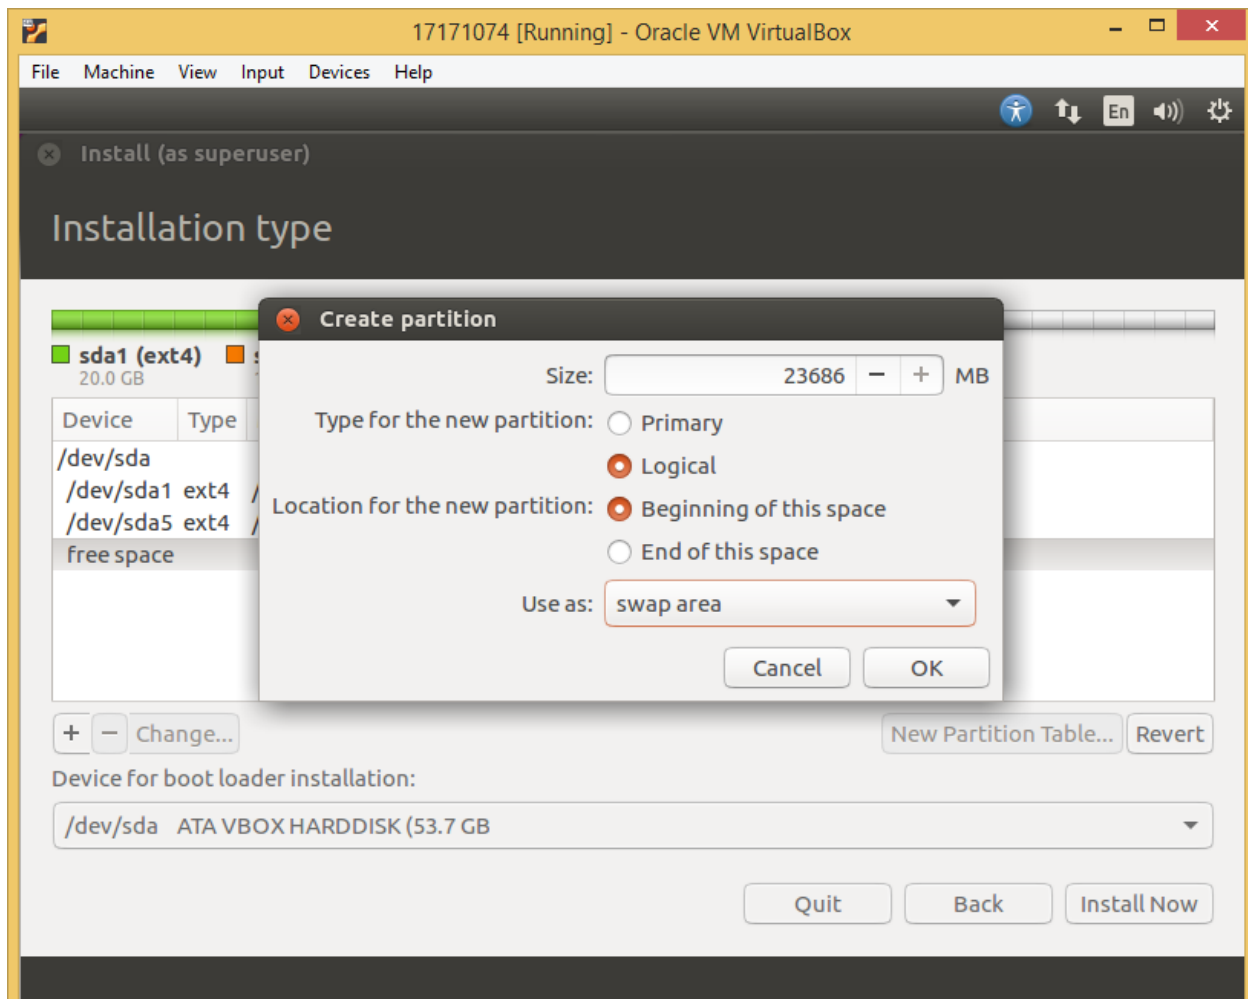 17171074 [Running] - Oracle VM VirtualBox
File Machine View Input Devices Help
En
Install (as superuser)
Installation type
Create partition
sda1 (ext4)
20.0 GB
Size: 23686 MB
Device Type
Type for the new partition: Primary
/dev/sda
Logical
/dev/sda1 ext4 /
Location for the new partition: Beginning of this space
/dev/sda5 ext4 /
End of this space
free space
Use as: swap area
Cancel OK
+ − Change... New Partition Table... Revert
Device for boot loader installation:
/dev/sda ATA VBOX HARDDISK (53.7 GB
Quit Back Install Now